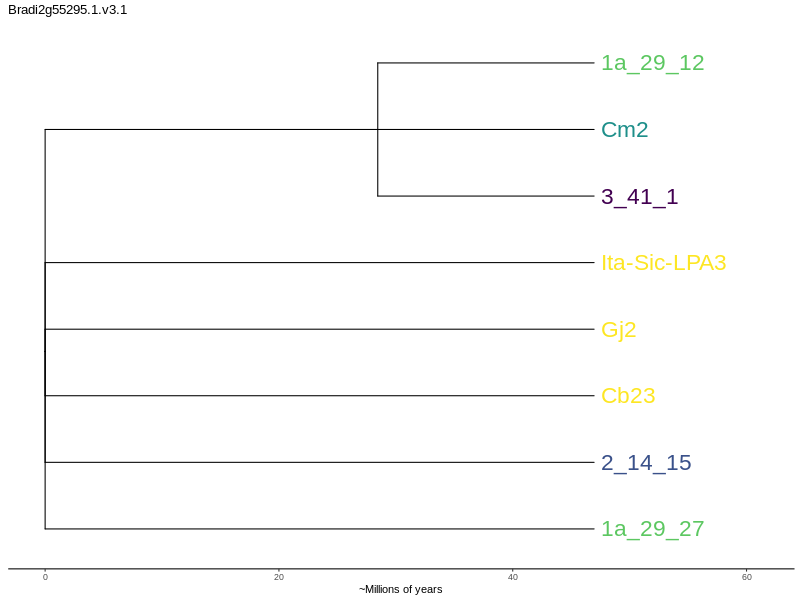 Bradi2g55295.1.v3.1
1a_29_12
Cm2
3_41_1
Ita-Sic-LPA3
Gj2
Cb23
2_14_15
1a_29_27
0 20 40 60
~Millions of years